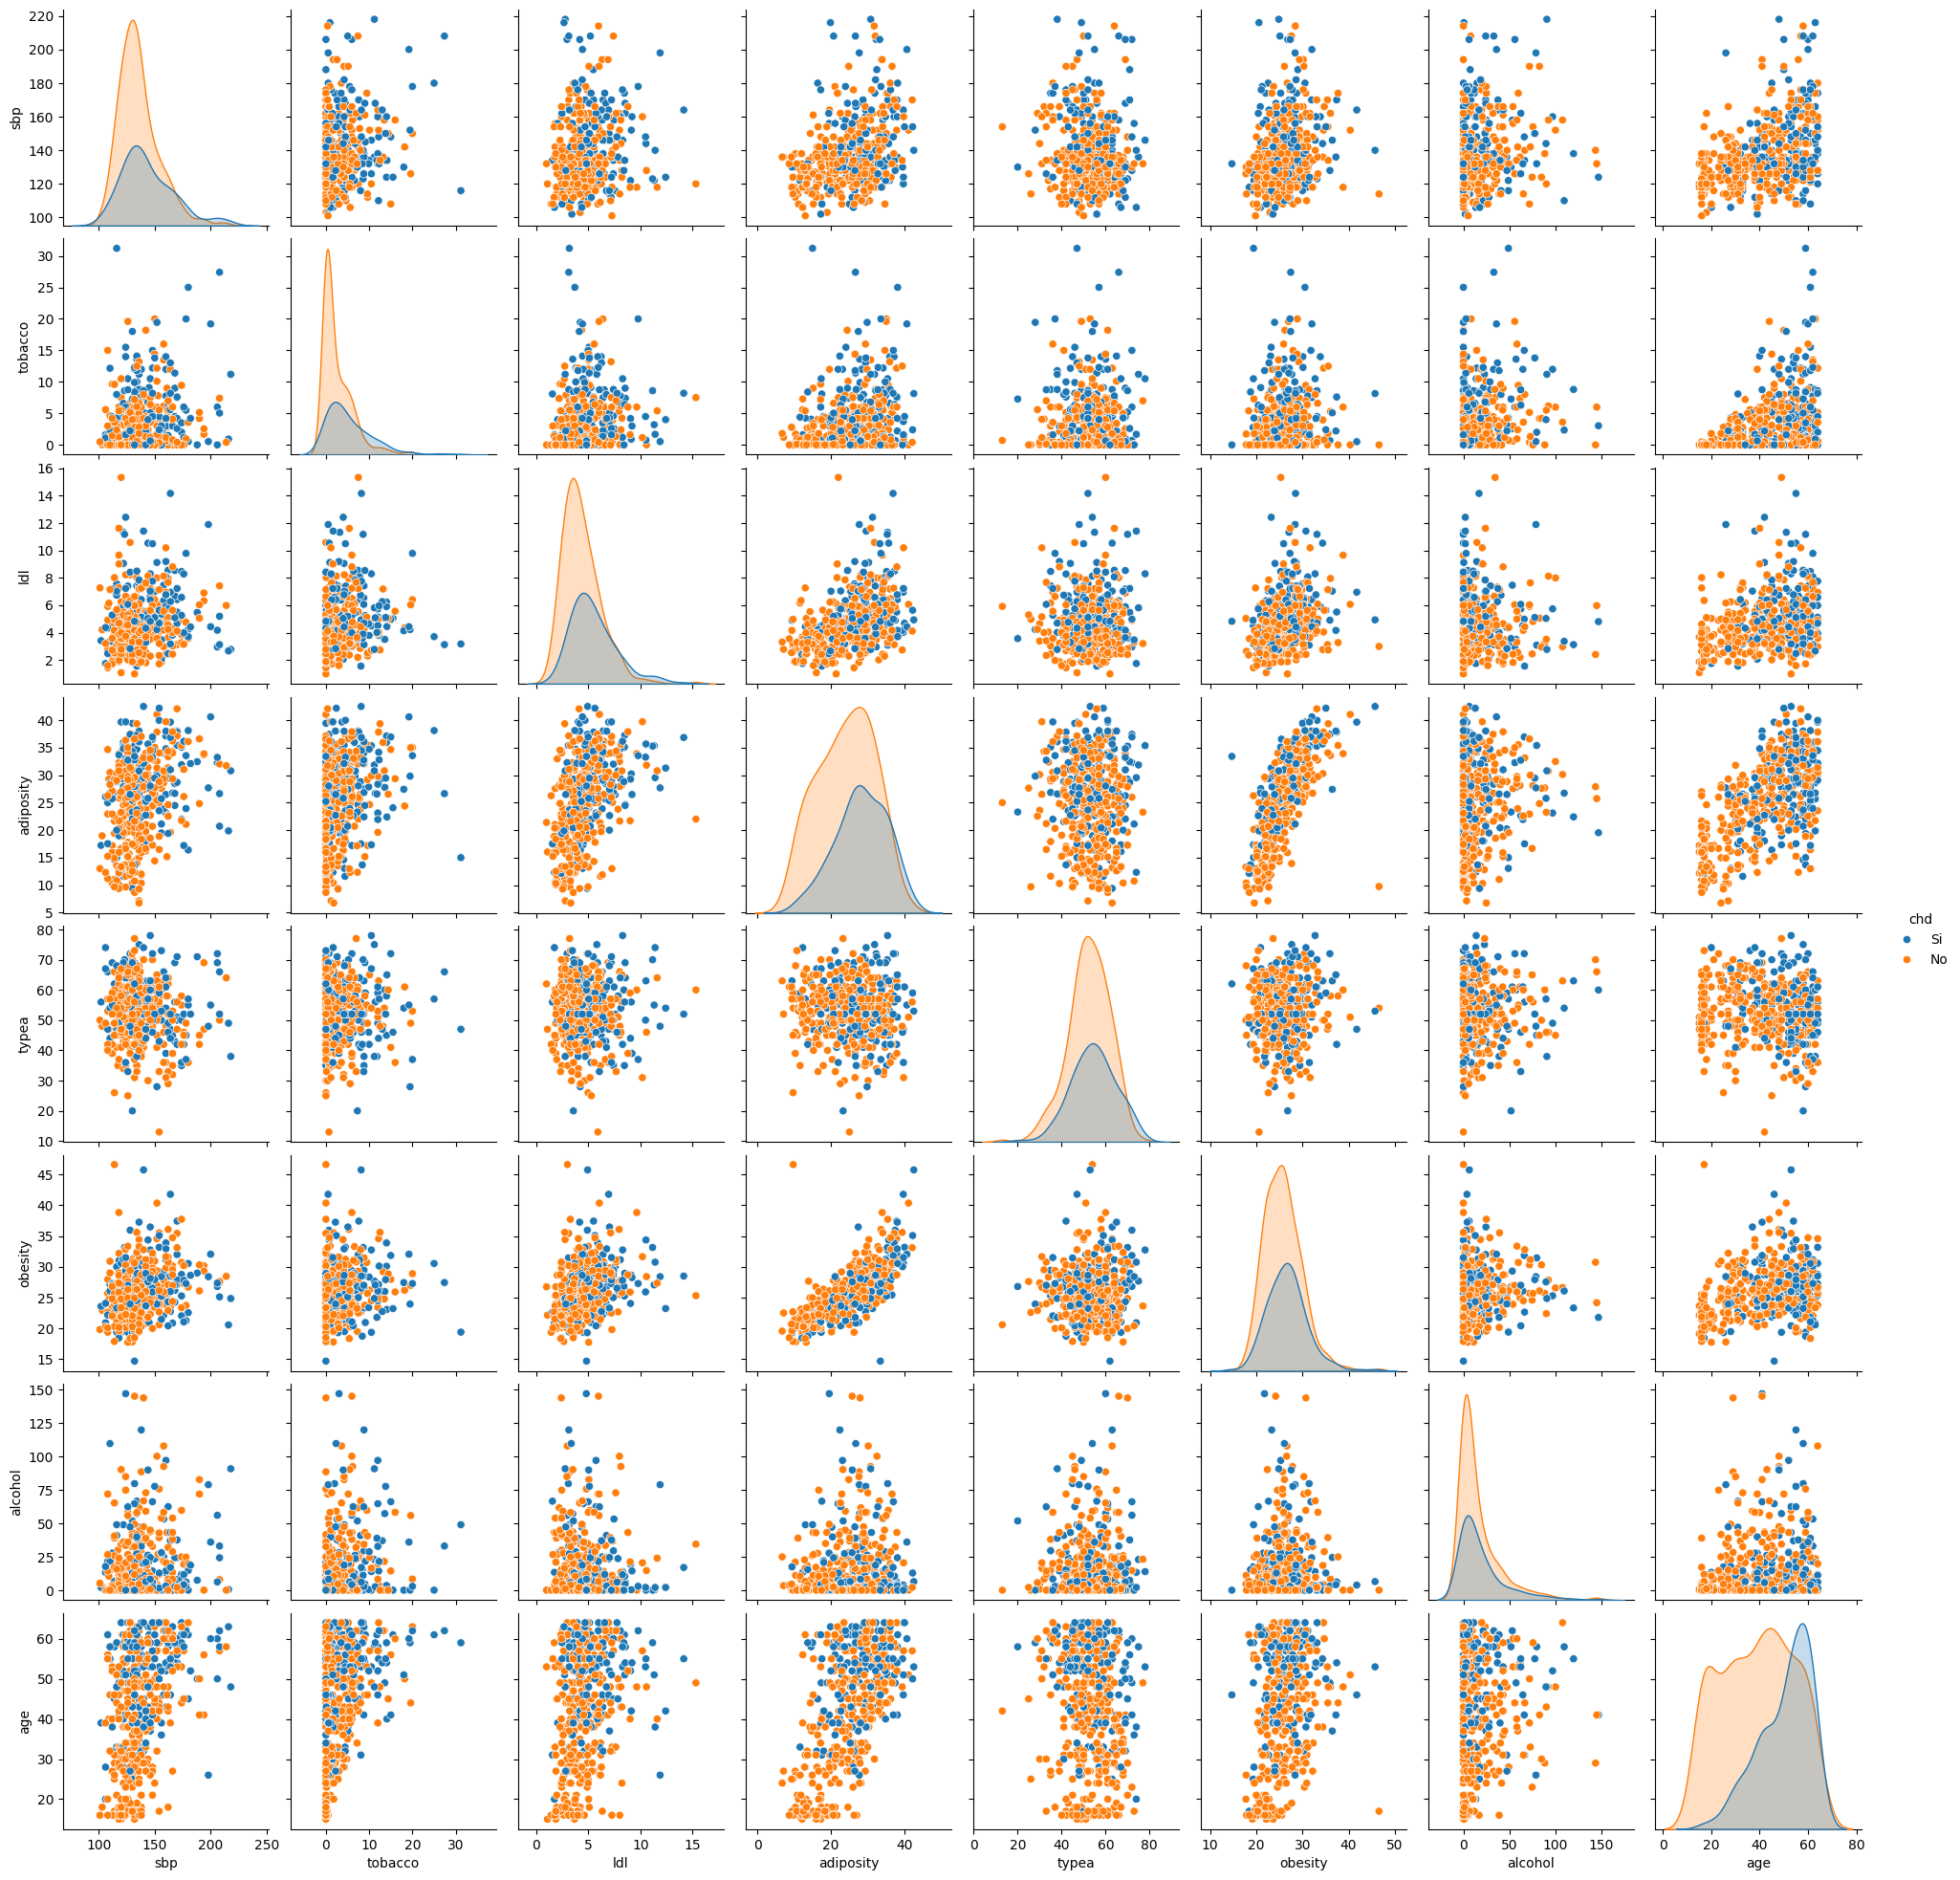 220
200
180
160
140
120
100
sbp
30
25
20
15
10
5
0
tobacco
16
14
12
10
8
6
4
2
ldl
40
35
30
25
20
15
10
5
adiposity
chd
Si
No
80
70
60
50
40
30
20
10
typea
45
40
35
30
25
20
15
obesity
150
125
100
75
50
25
0
alcohol
60
50
40
30
20
age
100 150 200 250
0 10 20 30
0 5 10 15
0 20 40
0 20 40 60 80
10 20 30 40 50
0 50 100 150
0 20 40 60 80
sbp tobacco ldl adiposity typea obesity alcohol age